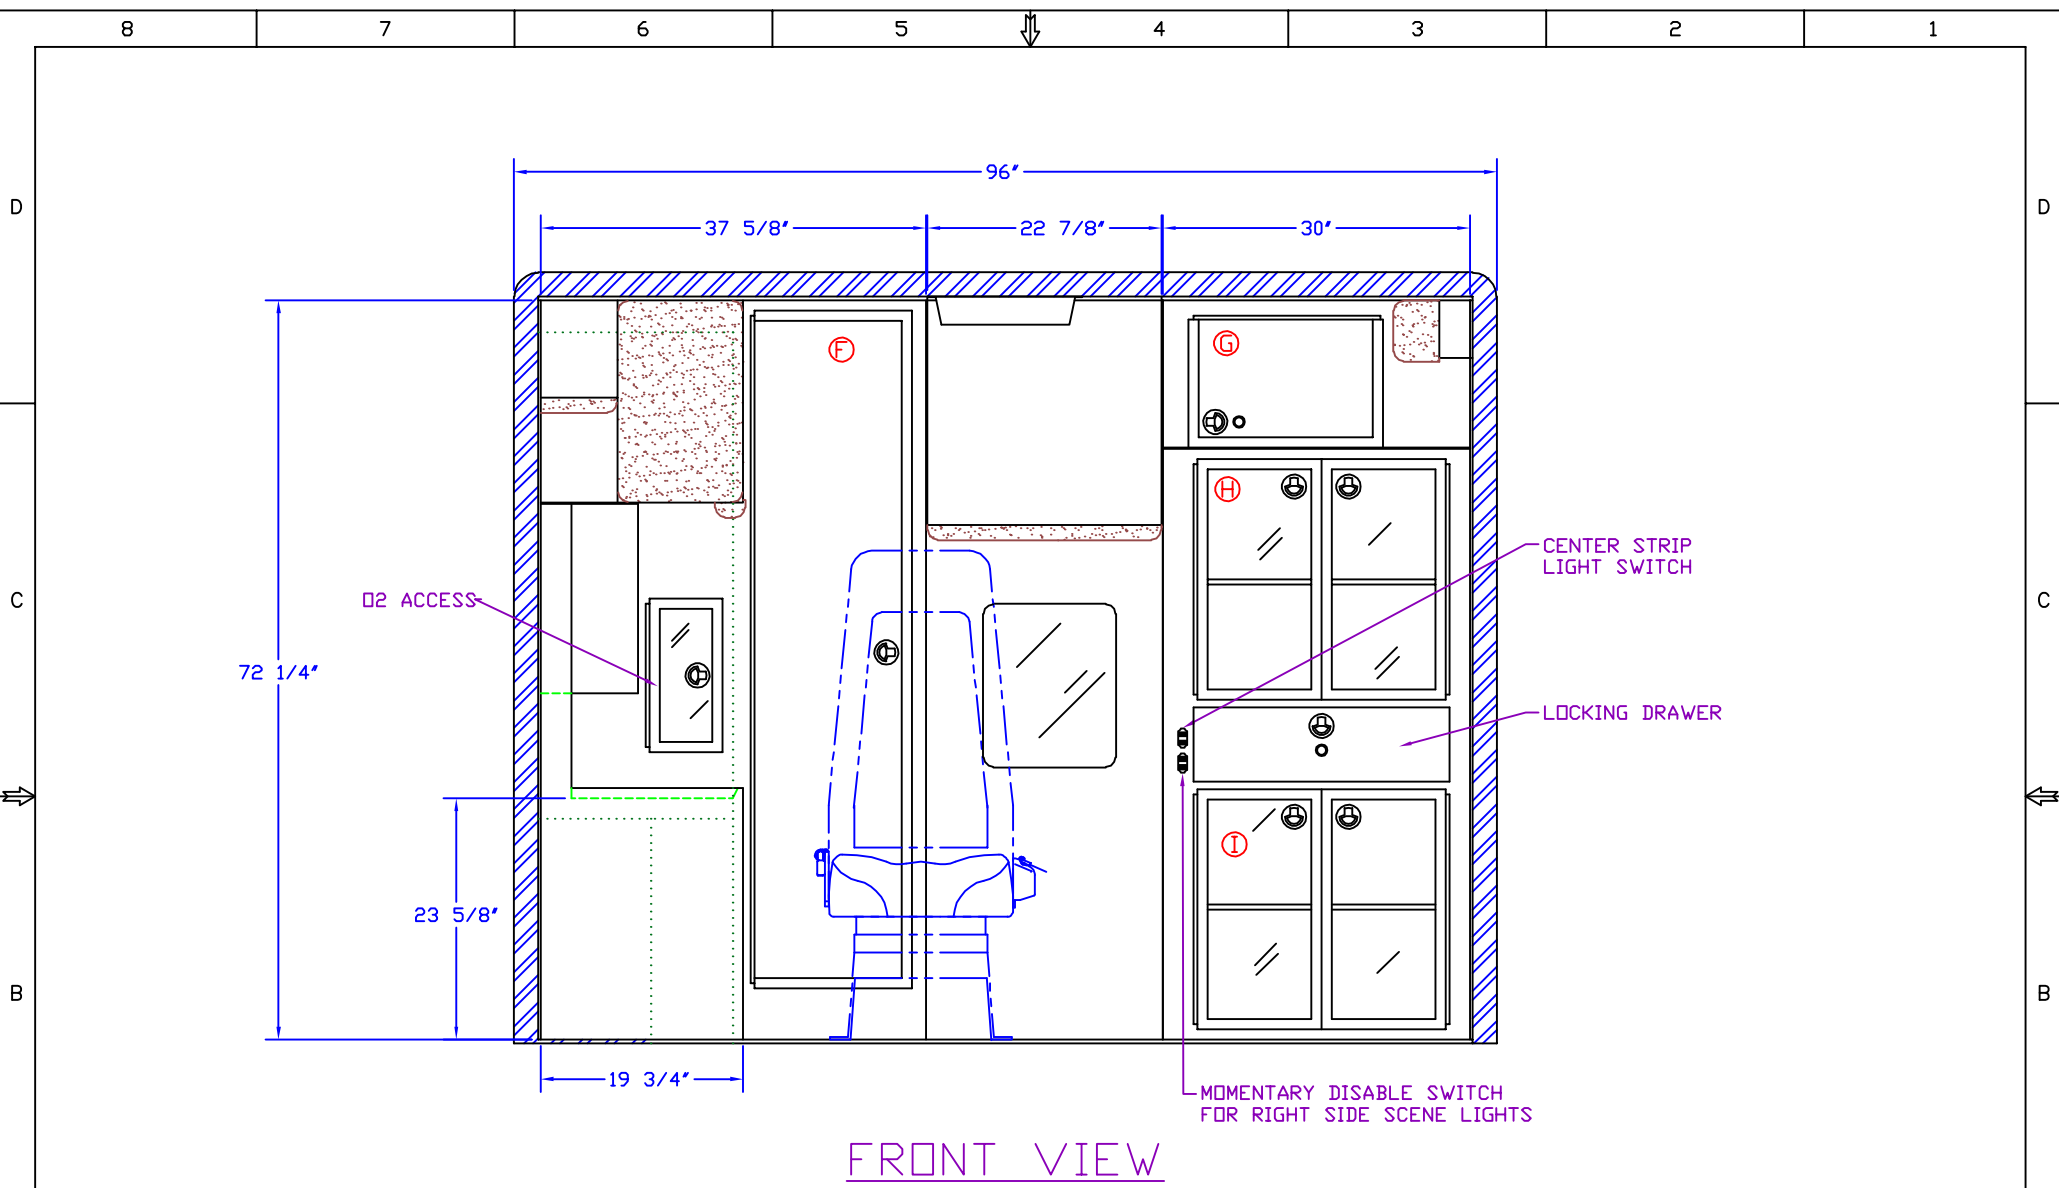 8 7 6 5 4 3 2 1
96"
D D
37 5/8" 22 7/8" 30"
F
G
H
CENTER STRIP
LIGHT SWITCH
C O2 ACCESS C
72 1/4"
LOCKING DRAWER
I
23 5/8"
B B
19 3/4"
MOMENTARY DISABLE SWITCH
FOR RIGHT SIDE SCENE LIGHTS
FRONT VIEW